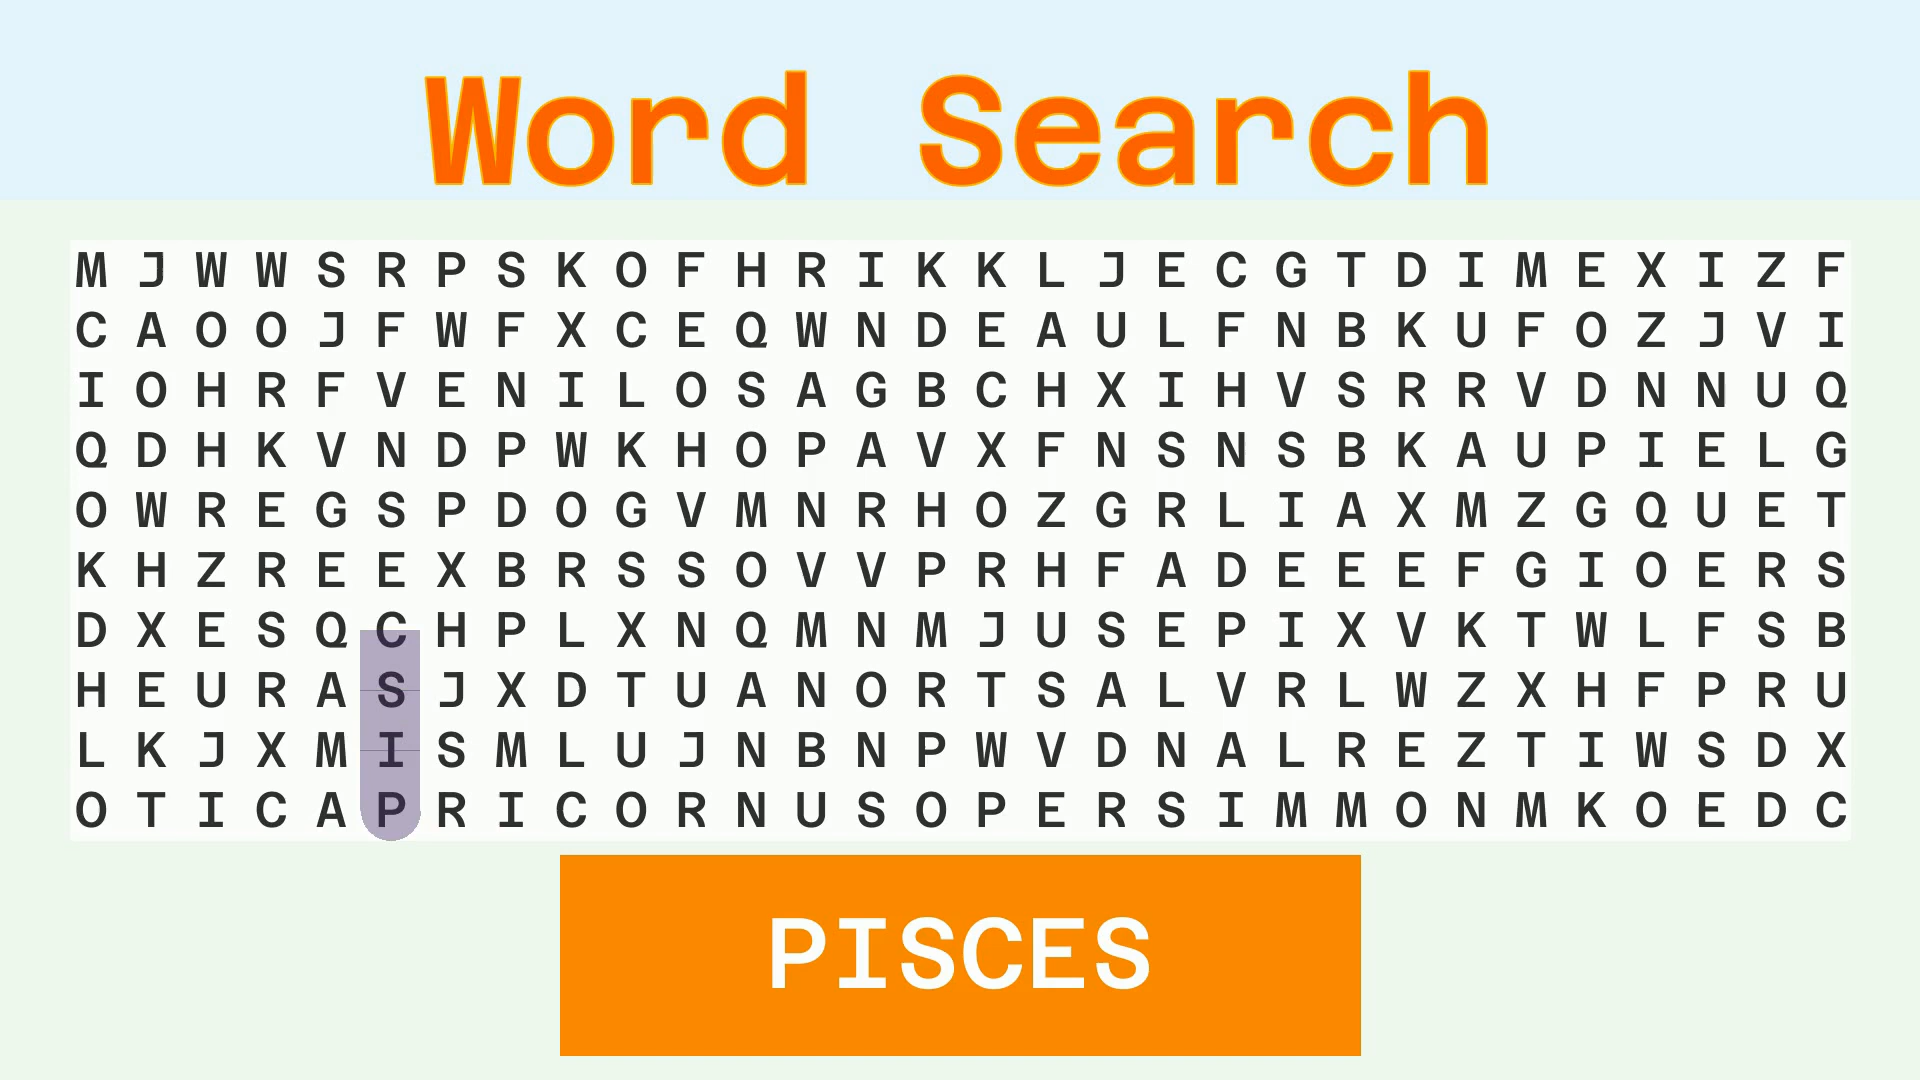 Word Search
M J W W S R P S K O F H R I K K L J E C G T D I M E X I Z F
C A O O J F W F X C E Q W N D E A U L F N B K U F O Z J V I
I O H R F V E N I L O S A G B C H X I H V S R R V D N N U Q
Q D H K V N D P W K H O P A V X F N S N S B K A U P I E L G
O W R E G S P D O G V M N R H O Z G R L I A X M Z G Q U E T
K H Z R E E X B R S S O V V P R H F A D E E E F G I O E R S
D X E S Q C H P L X N Q M N M J U S E P I X V K T W L F S B
H E U R A S J X D T U A N O R T S A L V R L W Z X H F P R U
L K J X M I S M L U J N B N P W V D N A L R E Z T I W S D X
O T I C A P R I C O R N U S O P E R S I M M O N M K O E D C
PISCES